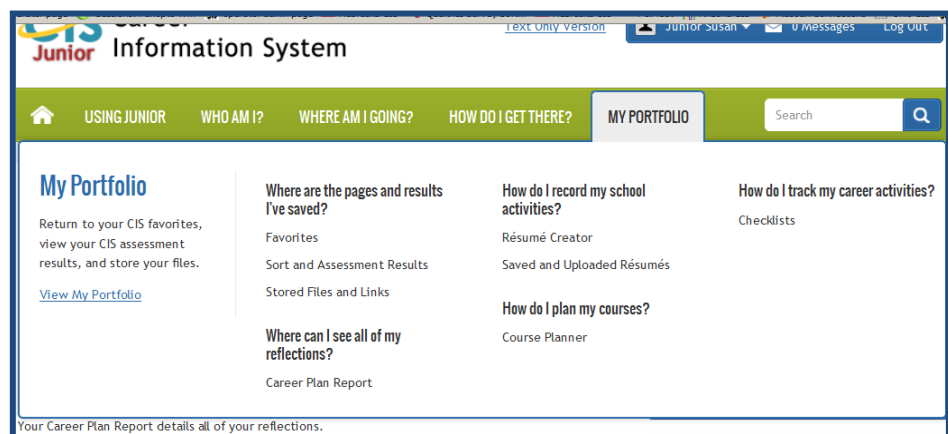 CIS
Junior
Information System
Text Only Version
Junior Susan
0 Messages
Log Out
USING JUNIOR
WHO AM I?
WHERE AM I GOING?
HOW DO I GET THERE?
MY PORTFOLIO
Search
My Portfolio
Return to your CIS favorites,
view your CIS assessment
results, and store your files.
View My Portfolio
Where are the pages and results
I've saved?
Favorites
Sort and Assessment Results
Stored Files and Links
Where can I see all of my
reflections?
Career Plan Report
How do I record my school
activities?
Résumé Creator
Saved and Uploaded Résumés
How do I plan my courses?
Course Planner
How do I track my career activities?
Checklists
Your Career Plan Report details all of your reflections.